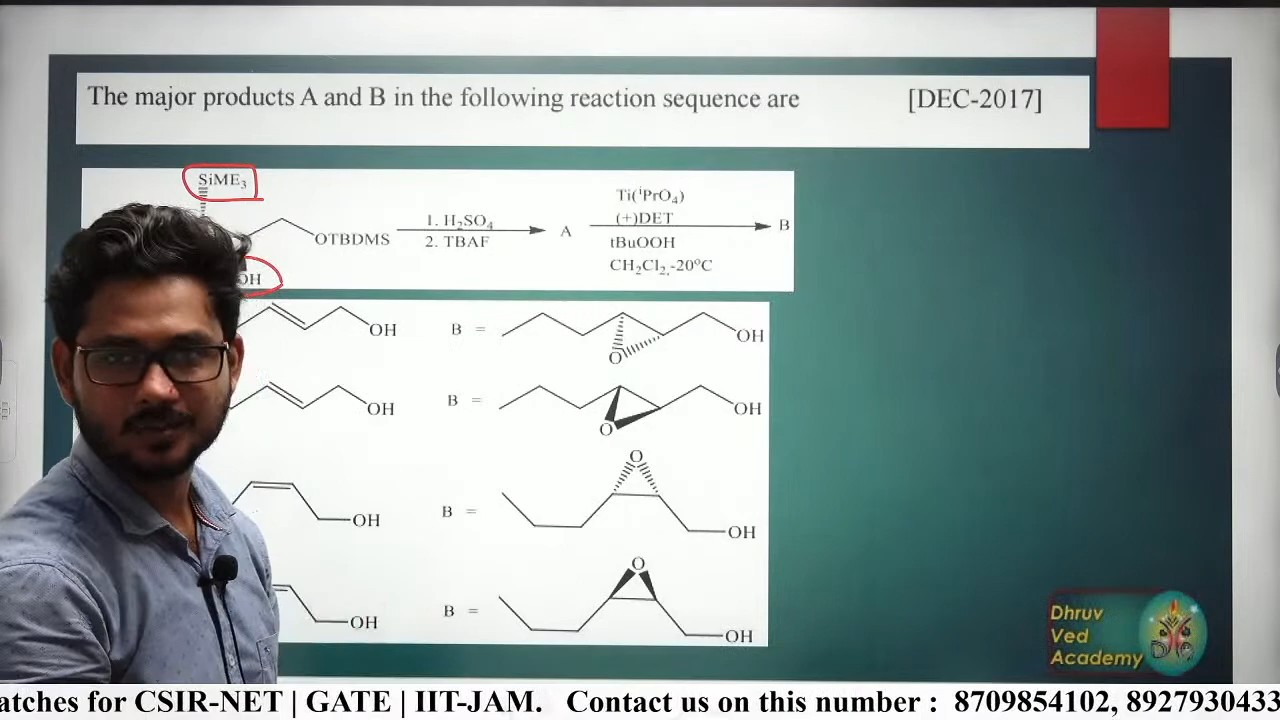 The major products A and B in the following reaction sequence are [DEC-2017]
SiME₃
OTBDMS
OH
1. H₂SO₄
2. TBAF
A
Ti(ⁱPrO₄)
(+)DET
tBuOOH
CH₂Cl₂,-20°C
B
OH B = O OH
OH B = O OH
OH B = O OH
OH B = O OH
Dhruv
Ved
Academy
atches for CSIR-NET | GATE | IIT-JAM. Contact us on this number : 8709854102, 8927930433